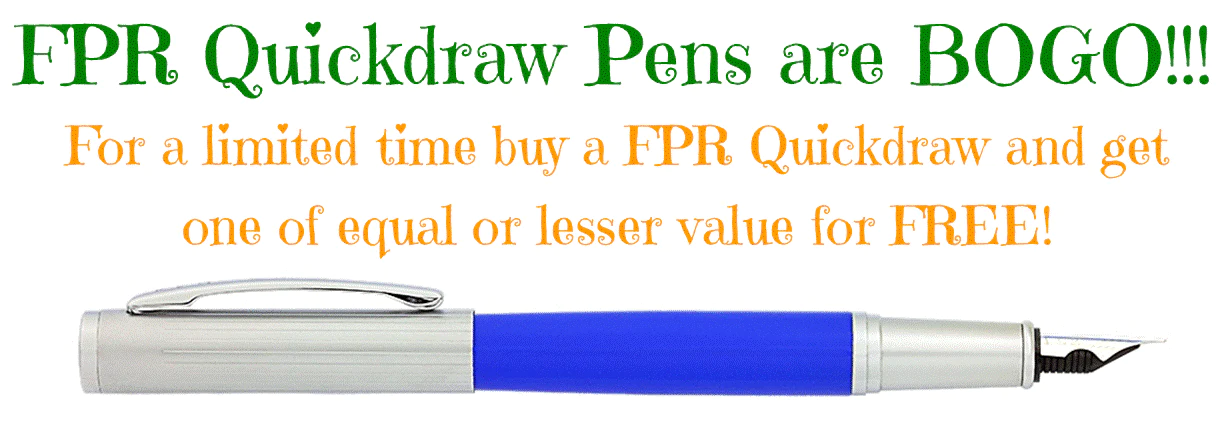 FPR Quickdraw Pens are BOGO!!!
For a limited time buy a FPR Quickdraw and get
one of equal or lesser value for FREE!